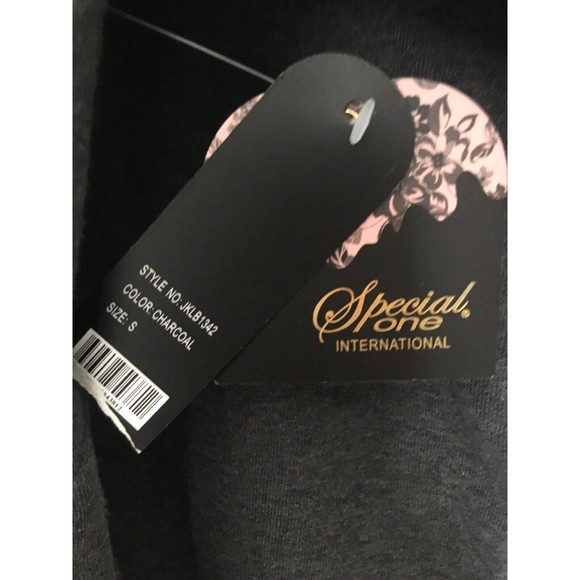 STYLE NO: JKLB1342
COLOR: CHARCOAL
SIZE: S
Special
one®
INTERNATIONAL